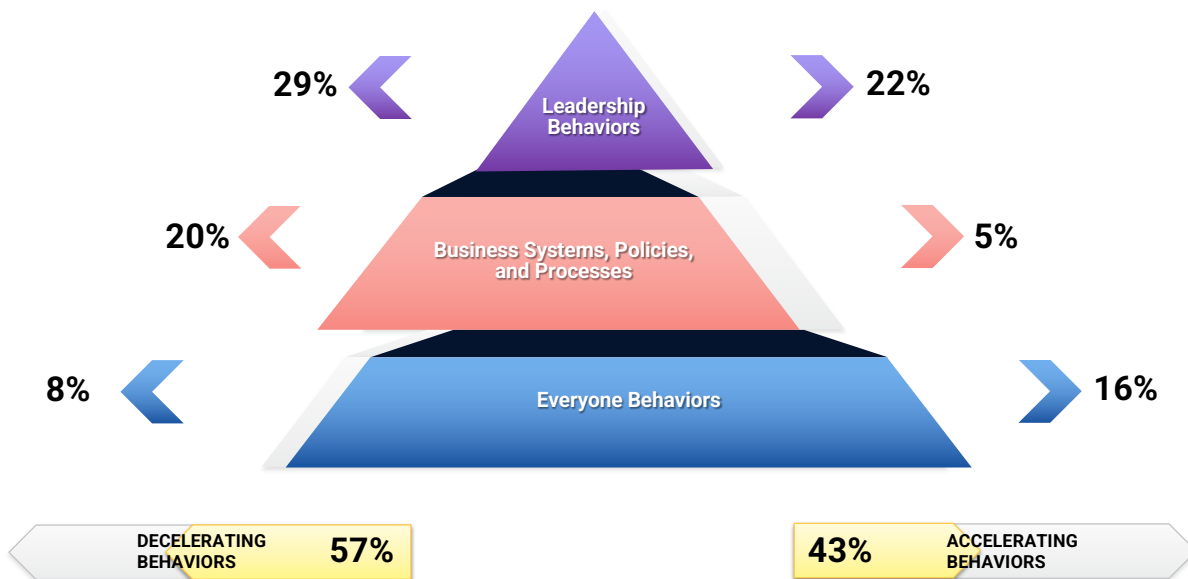 29%
Leadership
Behaviors
22%
20%
Business Systems, Policies,
and Processes
5%
8%
Everyone Behaviors
16%
DECELERATING
BEHAVIORS
57%
43%
ACCELERATING
BEHAVIORS